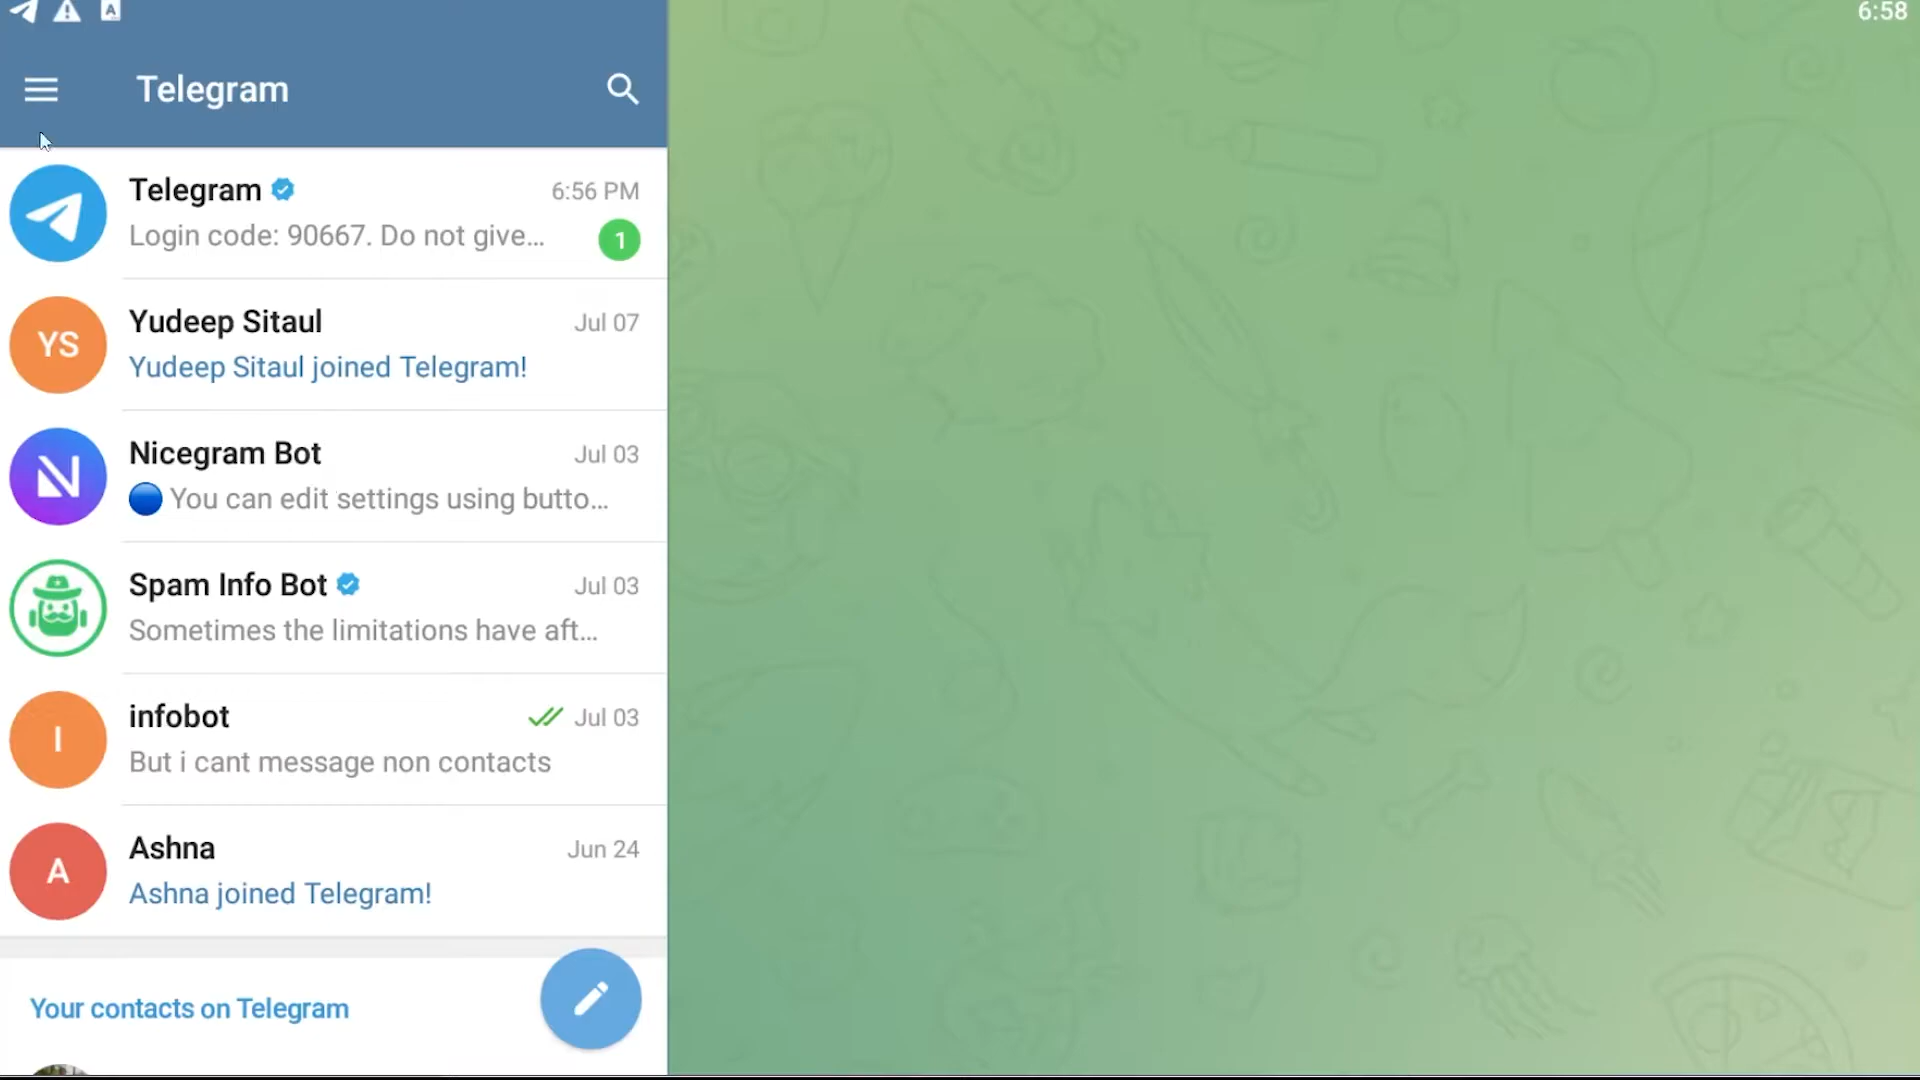 A
6:58
Telegram
Telegram
6:56 PM
Login code: 90667. Do not give...
1
YS
Yudeep Sitaul
Jul 07
Yudeep Sitaul joined Telegram!
N
Nicegram Bot
Jul 03
You can edit settings using butto...
Spam Info Bot
Jul 03
Sometimes the limitations have aft...
I
infobot
Jul 03
But i cant message non contacts
A
Ashna
Jun 24
Ashna joined Telegram!
Your contacts on Telegram